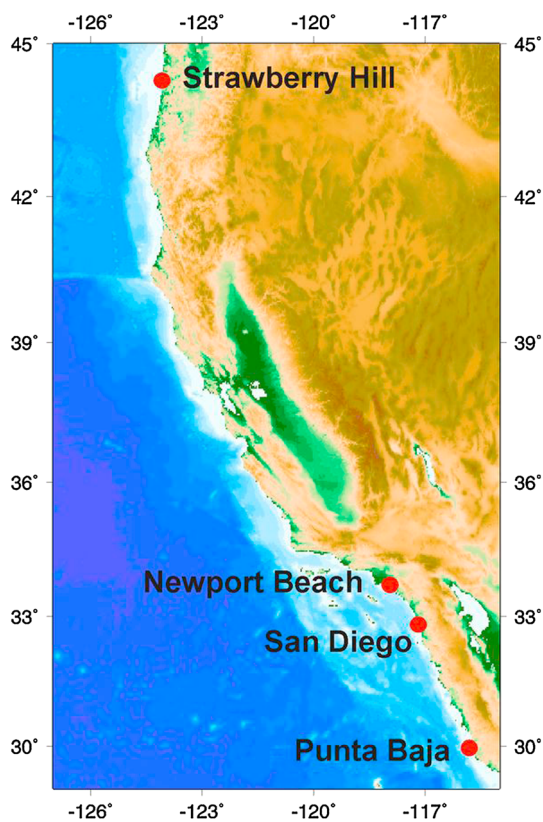 -126° -123° -120° -117°
45° 45°
Strawberry Hill
42° 42°
39° 39°
36° 36°
Newport Beach
33° 33°
San Diego
Punta Baja
30° 30°
-126° -123° -120° -117°